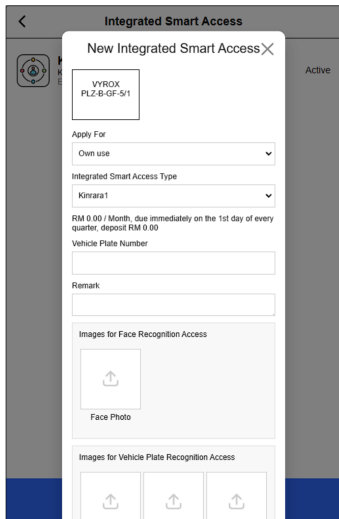 Integrated Smart Access
New Integrated Smart Access
VYROX
PLZ-B-GF-5/1
K
K
E
Active
Apply For
Own use
Integrated Smart Access Type
Kinrara1
RM 0.00 / Month, due immediately on the 1st day of every
quarter, deposit RM 0.00
Vehicle Plate Number
Remark
Images for Face Recognition Access
Face Photo
Images for Vehicle Plate Recognition Access